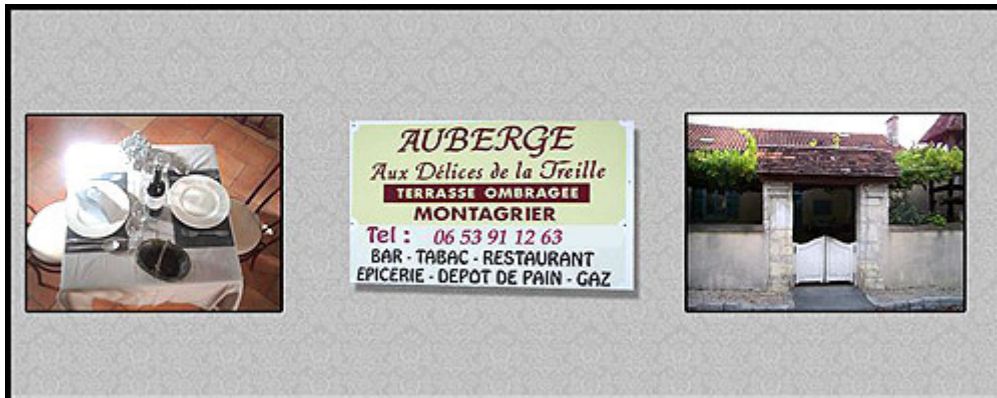 AUBERGE
Aux Délices de la Treille
TERRASSE OMBRAGEE
MONTAGRIER
Tel : 06 53 91 12 63
BAR - TABAC - RESTAURANT
EPICERIE - DEPOT DE PAIN - GAZ